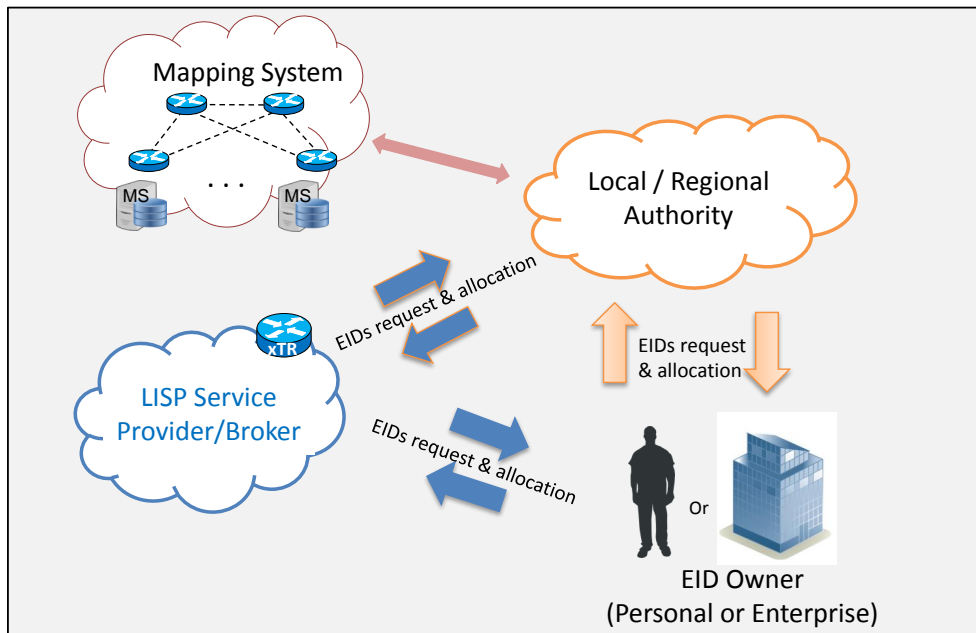 Mapping System
MS
. . .
MS
Local / Regional
Authority
EIDs request & allocation
xTR
EIDs request
& allocation
LISP Service
Provider/Broker
EIDs request & allocation
Or
EID Owner
(Personal or Enterprise)